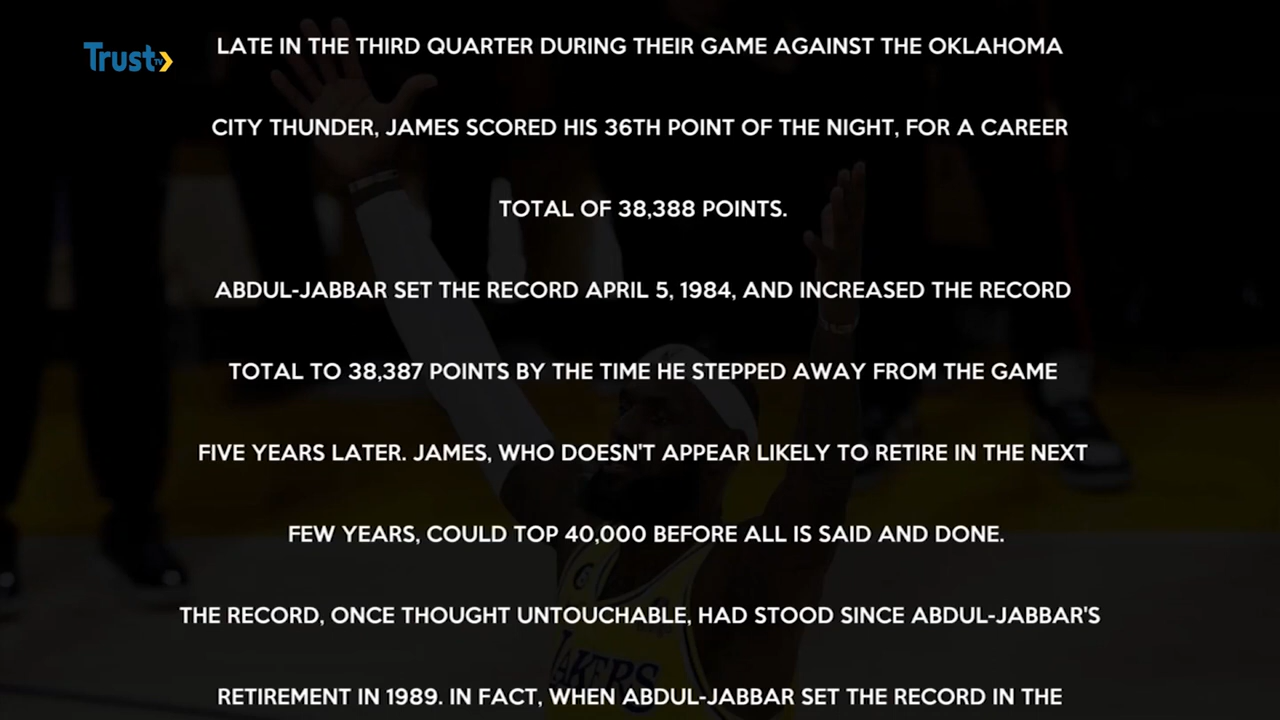 Trust TV
LATE IN THE THIRD QUARTER DURING THEIR GAME AGAINST THE OKLAHOMA
CITY THUNDER, JAMES SCORED HIS 36TH POINT OF THE NIGHT, FOR A CAREER
TOTAL OF 38,388 POINTS.
ABDUL-JABBAR SET THE RECORD APRIL 5, 1984, AND INCREASED THE RECORD
TOTAL TO 38,387 POINTS BY THE TIME HE STEPPED AWAY FROM THE GAME
FIVE YEARS LATER. JAMES, WHO DOESN'T APPEAR LIKELY TO RETIRE IN THE NEXT
FEW YEARS, COULD TOP 40,000 BEFORE ALL IS SAID AND DONE.
6
THE RECORD, ONCE THOUGHT UNTOUCHABLE, HAD STOOD SINCE ABDUL-JABBAR'S
LAKERS
RETIREMENT IN 1989. IN FACT, WHEN ABDUL-JABBAR SET THE RECORD IN THE